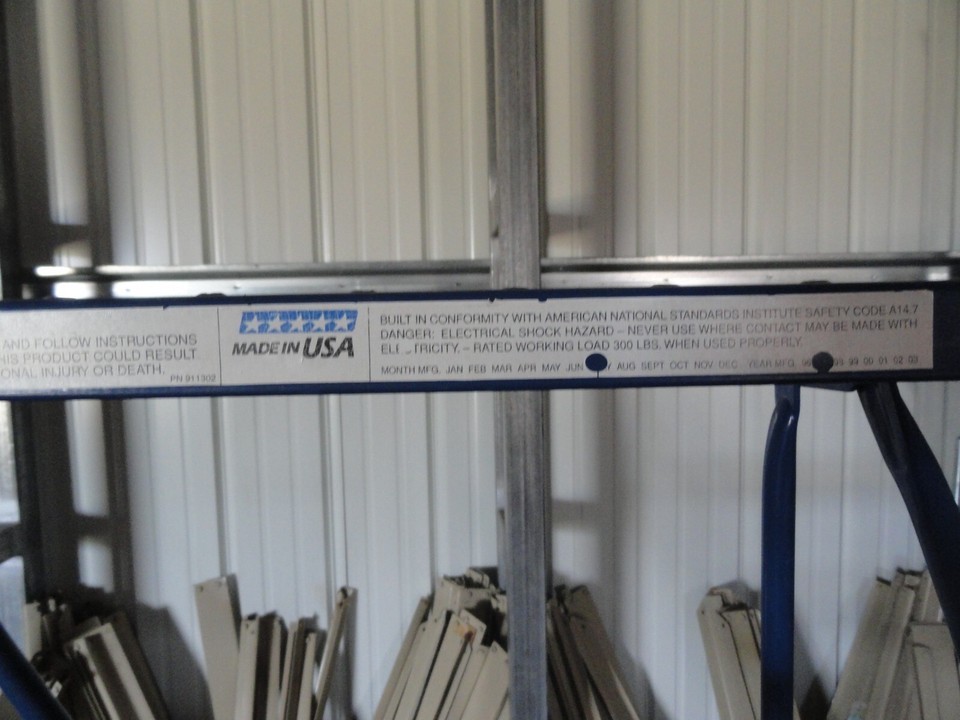 AND FOLLOW INSTRUCTIONS
HIS PRODUCT COULD RESULT
ONAL INJURY OR DEATH.
PN 911302
MADE IN USA
BUILT IN CONFORMITY WITH AMERICAN NATIONAL STANDARDS INSTITUTE SAFETY CODE A14.7
DANGER: ELECTRICAL SHOCK HAZARD – NEVER USE WHERE CONTACT MAY BE MADE WITH
ELE TRICITY. – RATED WORKING LOAD 300 LBS. WHEN USED PROPERLY.
MONTH MFG. JAN FEB MAR APR MAY JUN Y AUG SEPT OCT NOV DEC YEAR MFG. 99 00 01 02 03